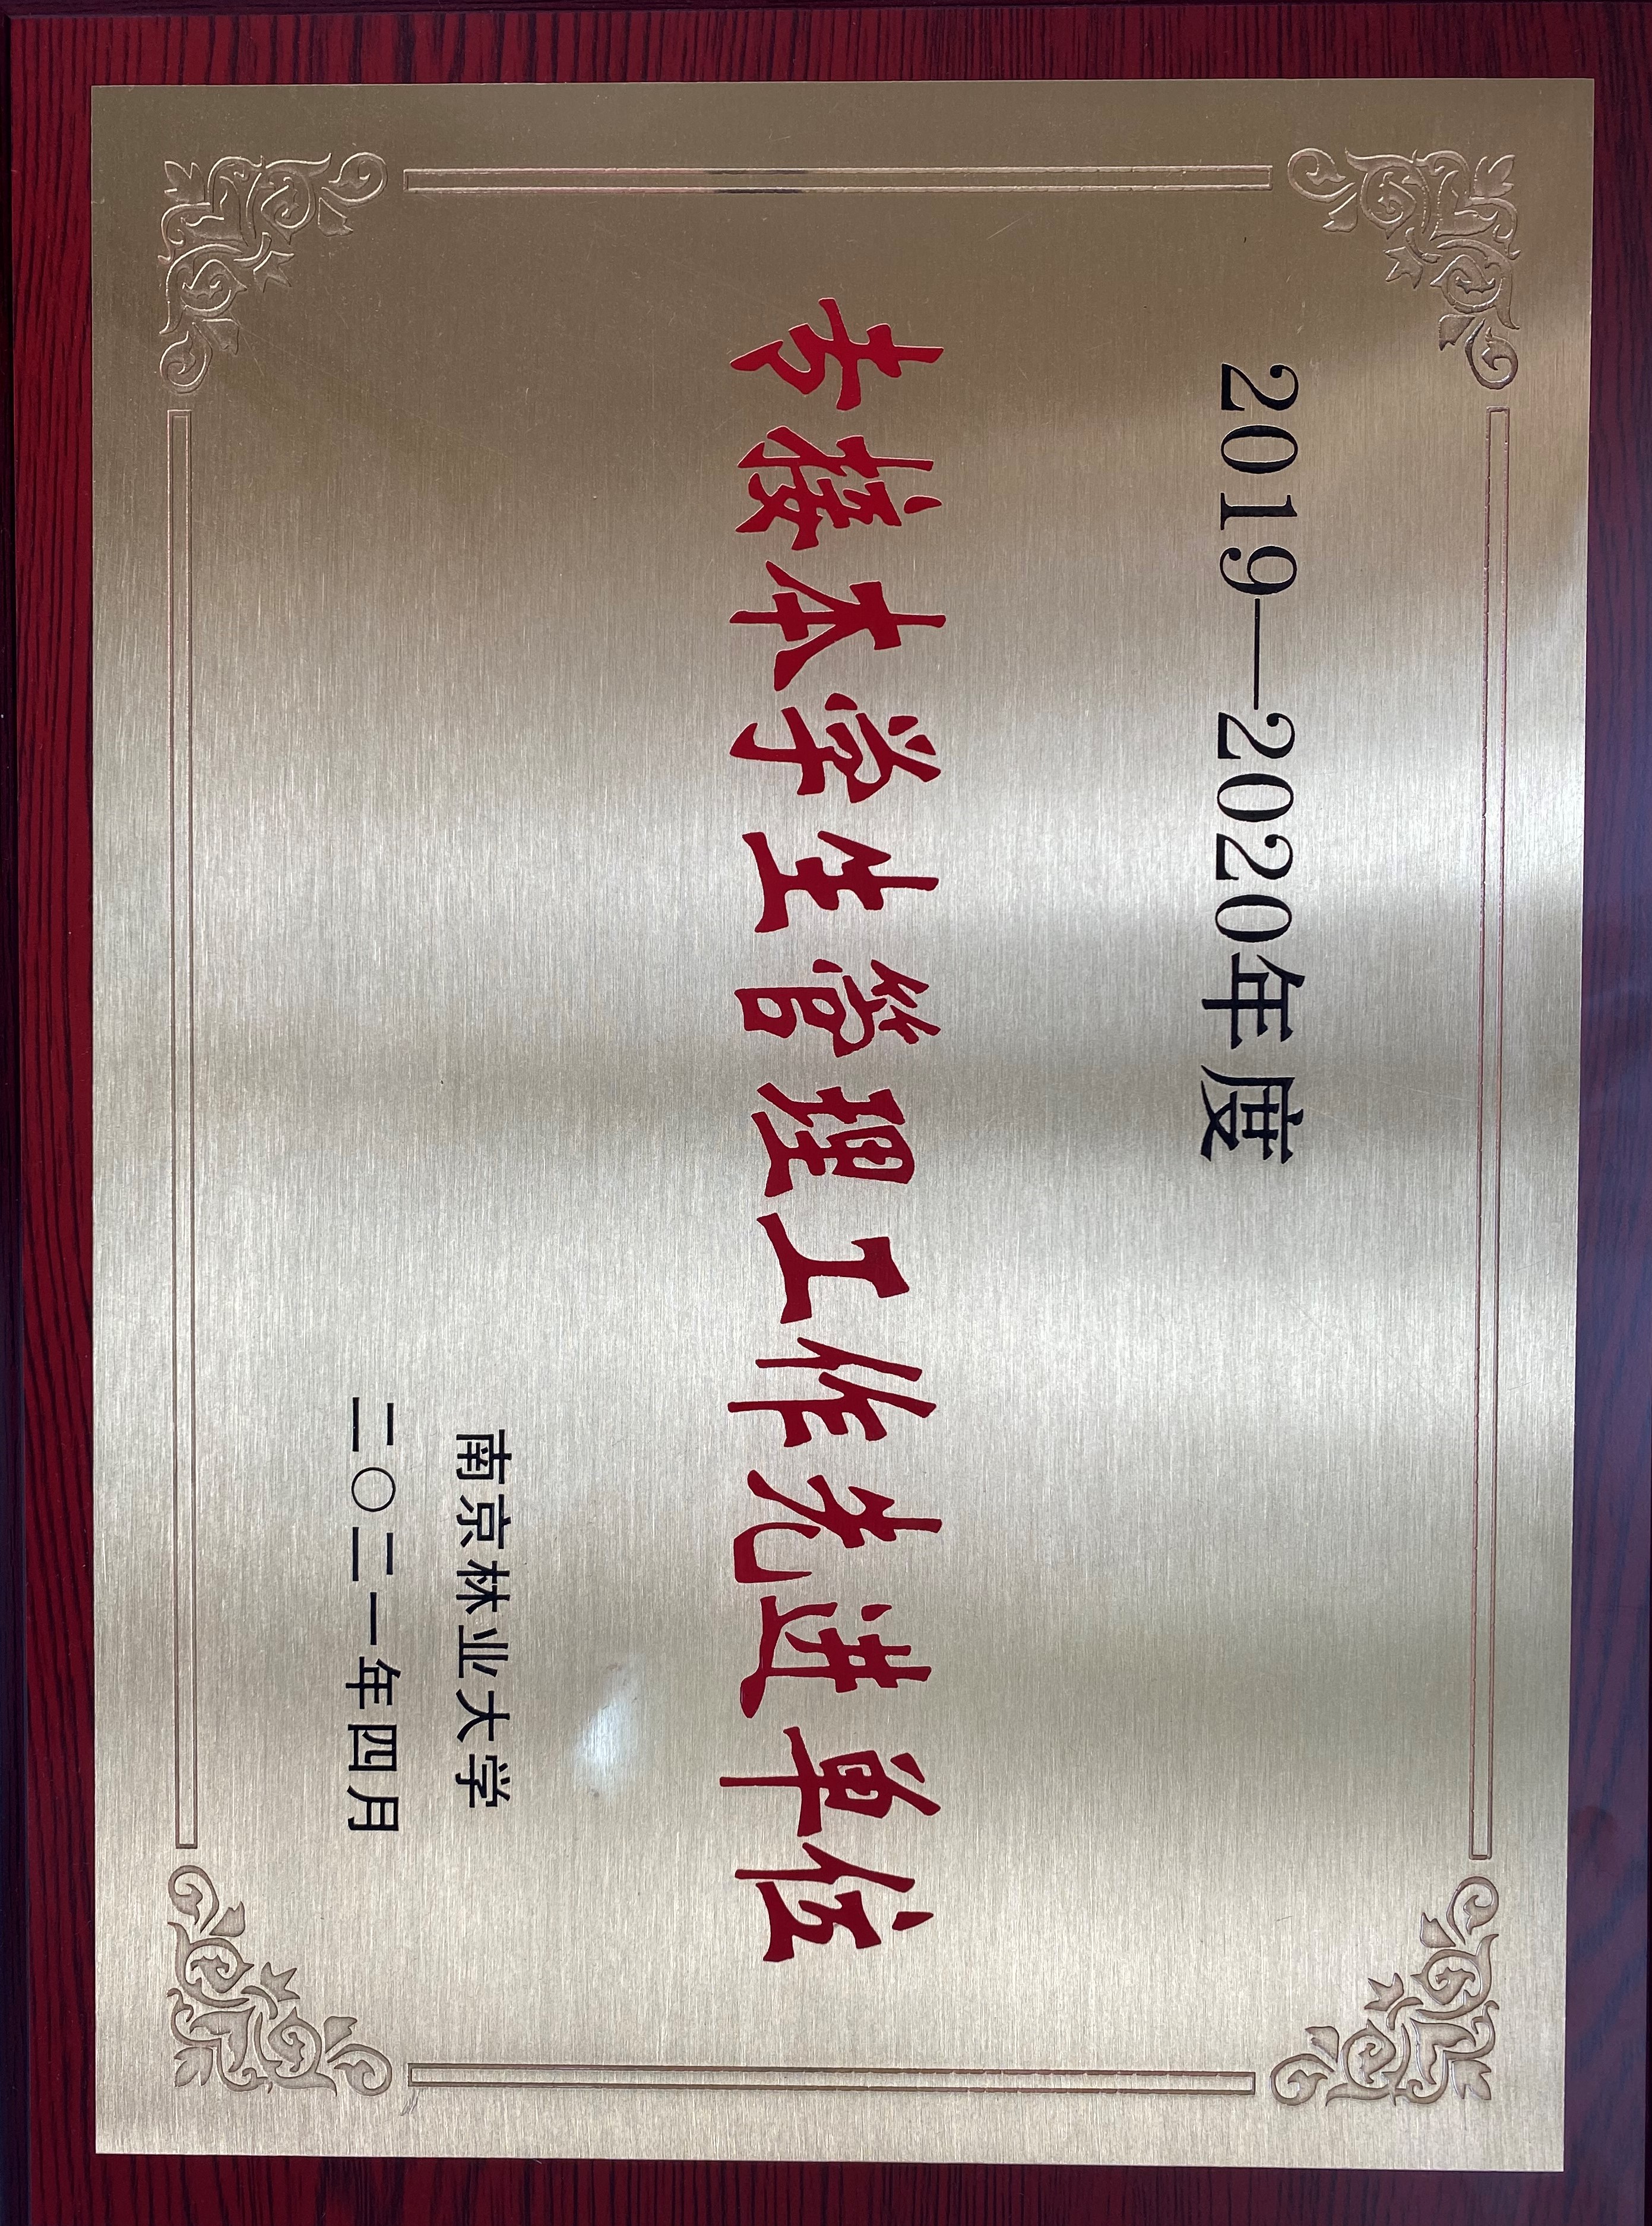 2019—2020年度
专接本学生管理工作先进单位
南京林业大学
二〇二一年四月